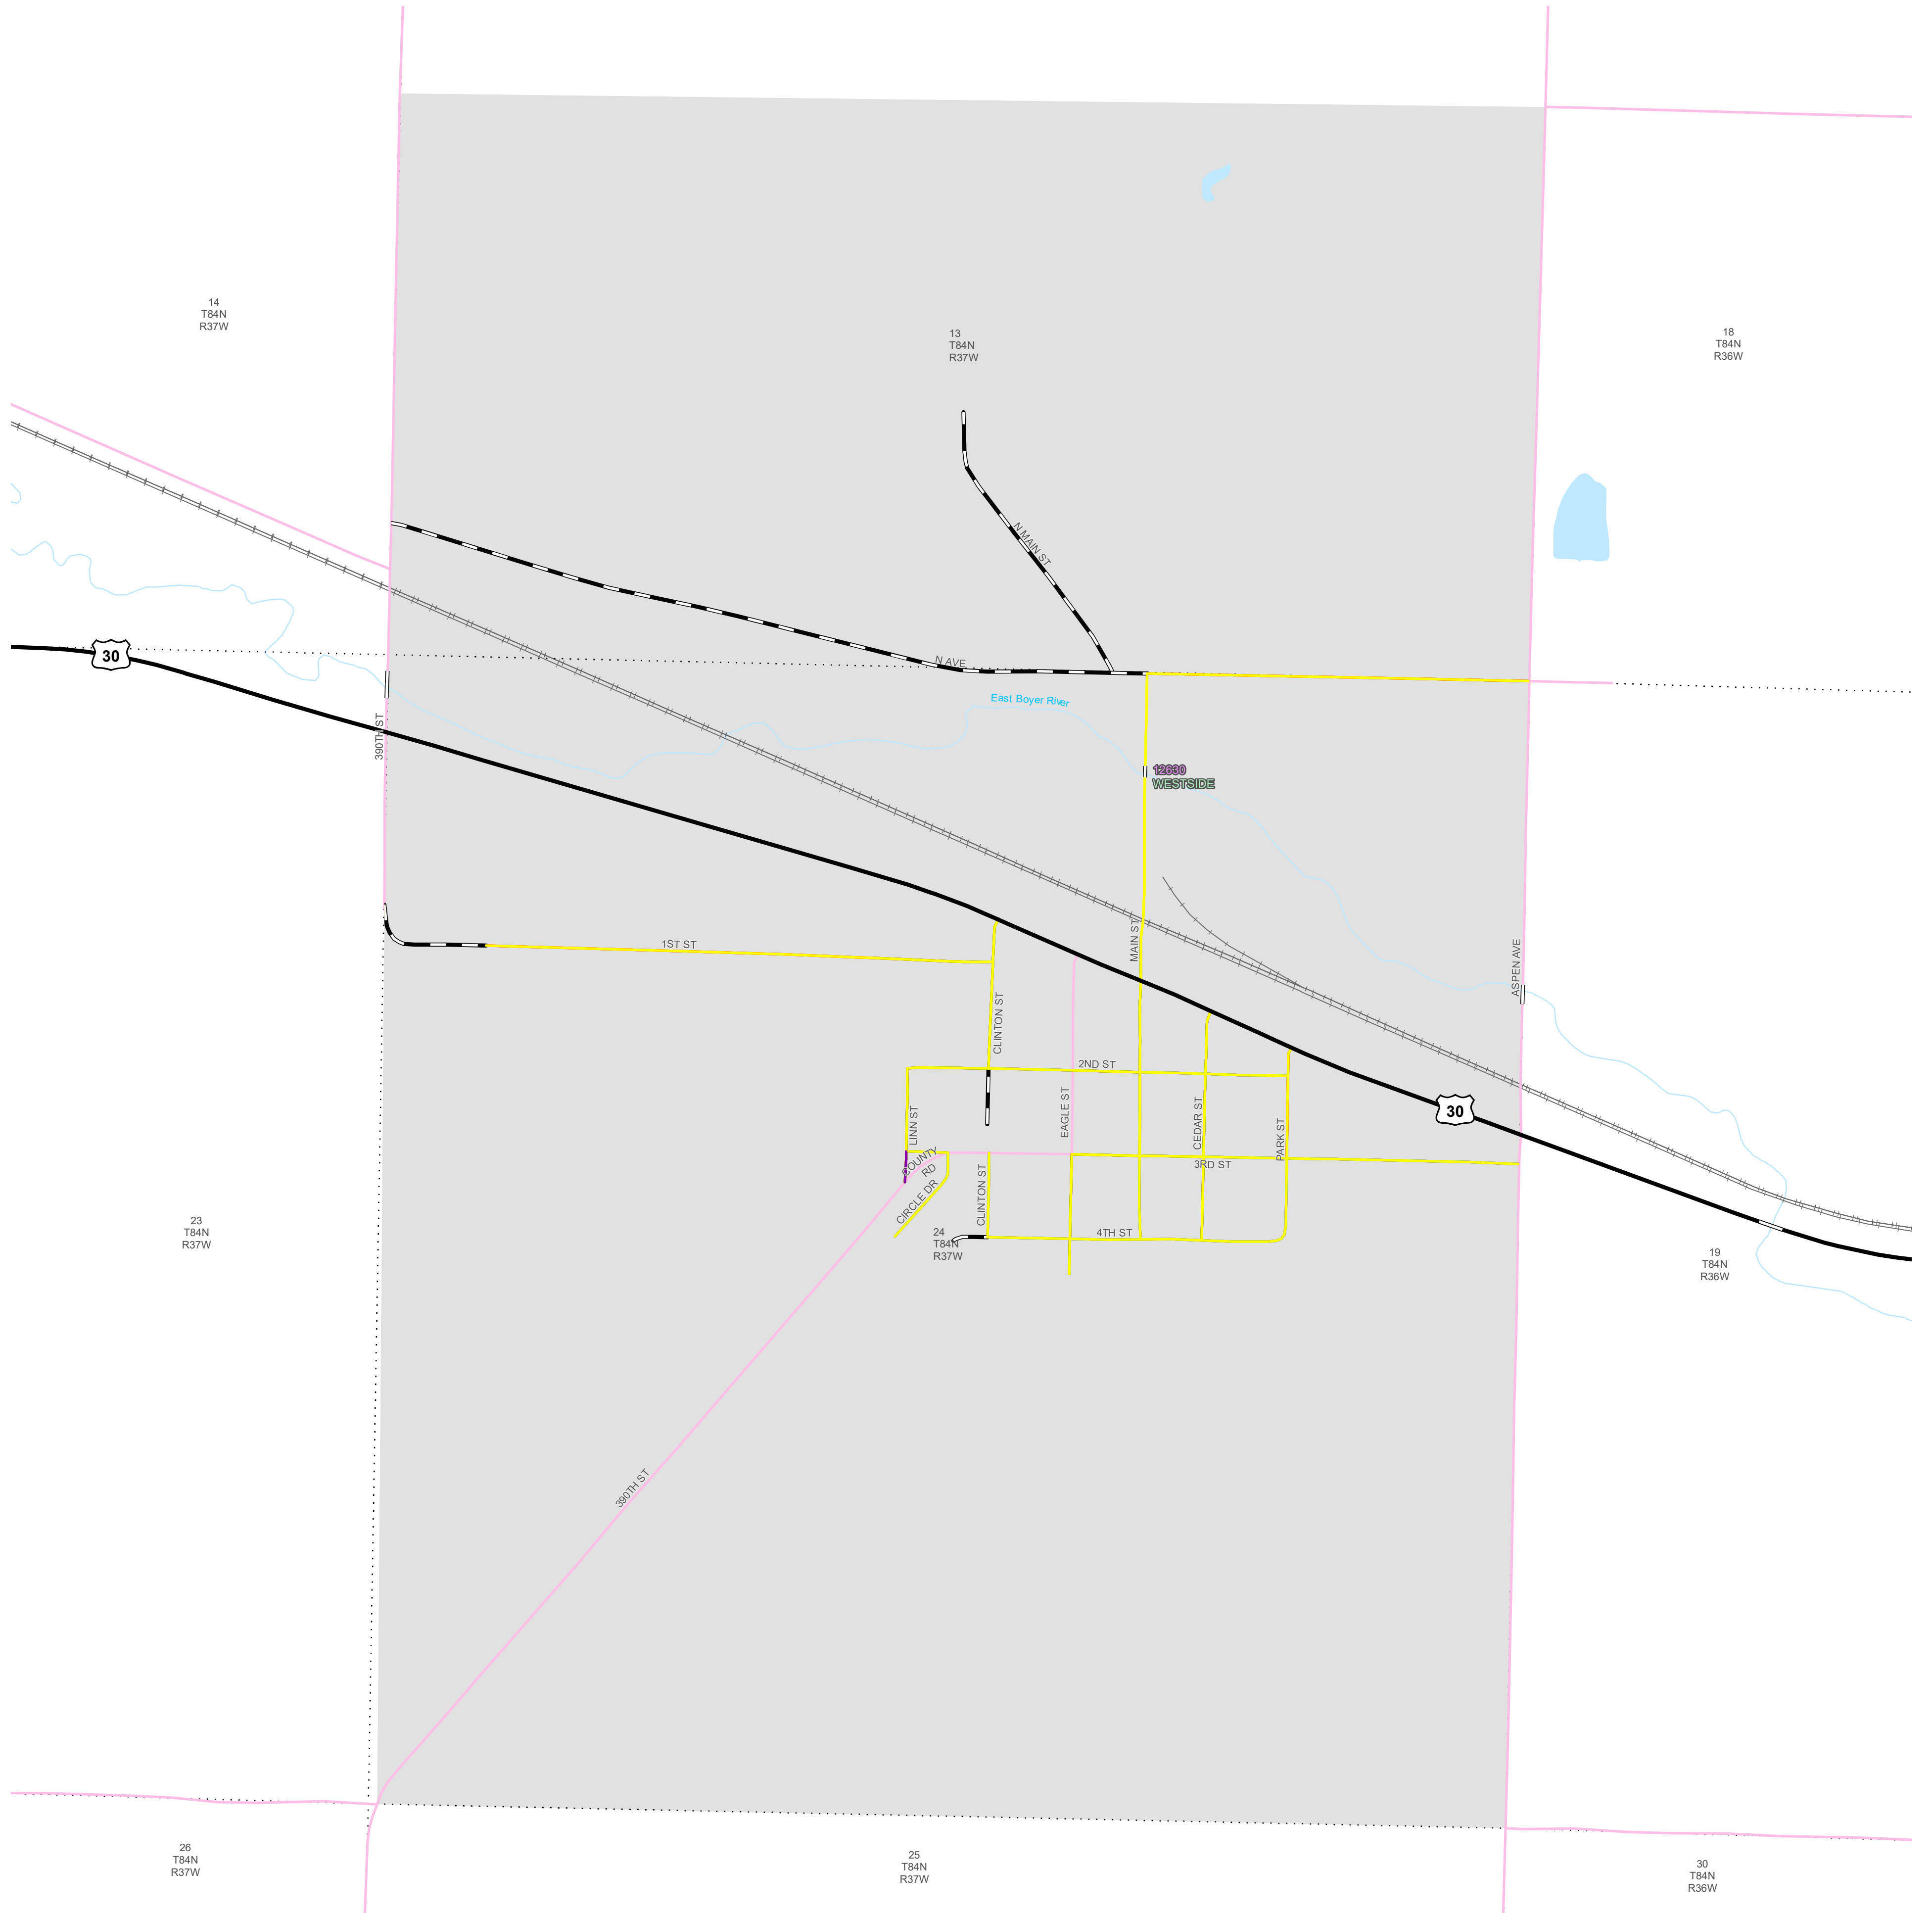 14
T84N
R37W
13
T84N
R37W
18
T84N
R36W
N MAIN ST
30
N AVE
East Boyer River
390TH ST
12630
WESTSIDE
1ST ST
MAIN ST
ASPEN AVE
CLINTON ST
2ND ST
30
LINN ST
EAGLE ST
CEDAR ST
PARK ST
COUNTY
RD
3RD ST
CIRCLE DR
CLINTON ST
4TH ST
23
T84N
R37W
24
T84N
R37W
19
T84N
R36W
390TH ST
26
T84N
R37W
25
T84N
R37W
30
T84N
R36W